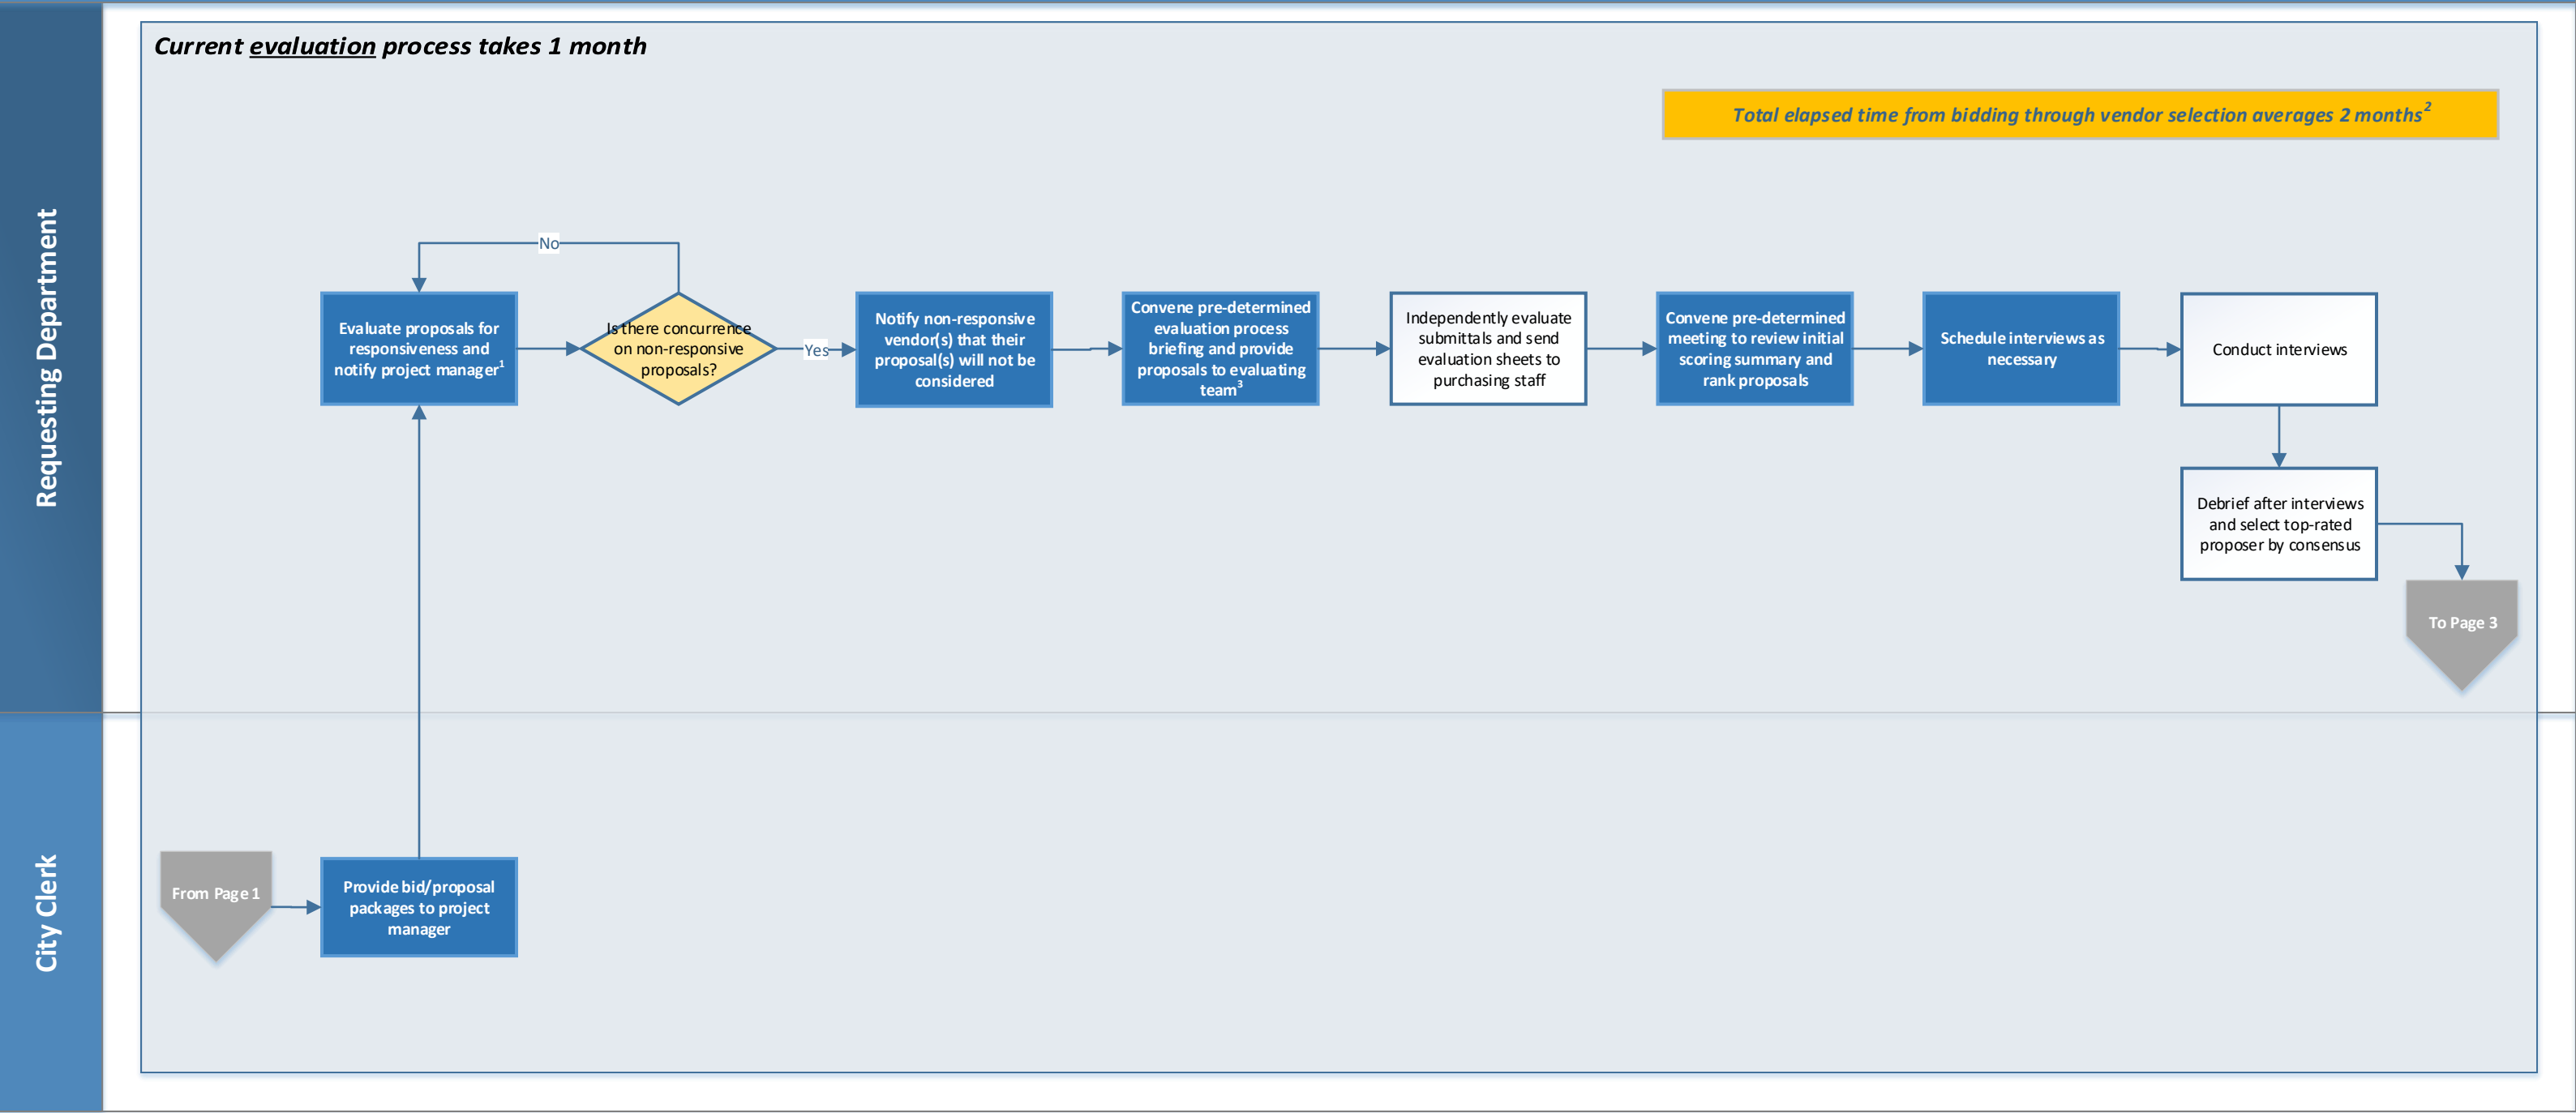 Requesting Department
Current evaluation process takes 1 month
Total elapsed time from bidding through vendor selection averages 2 months²
No
Evaluate proposals for
responsiveness and
notify project manager¹
Is there concurrence
on non-responsive
proposals?
Yes
Notify non-responsive
vendor(s) that their
proposal(s) will not be
considered
Convene pre-determined
evaluation process
briefing and provide
proposals to evaluating
team³
Independently evaluate
submittals and send
evaluation sheets to
purchasing staff
Convene pre-determined
meeting to review initial
scoring summary and
rank proposals
Schedule interviews as
necessary
Conduct interviews
Debrief after interviews
and select top-rated
proposer by consensus
To Page 3
City Clerk
From Page 1
Provide bid/proposal
packages to project
manager